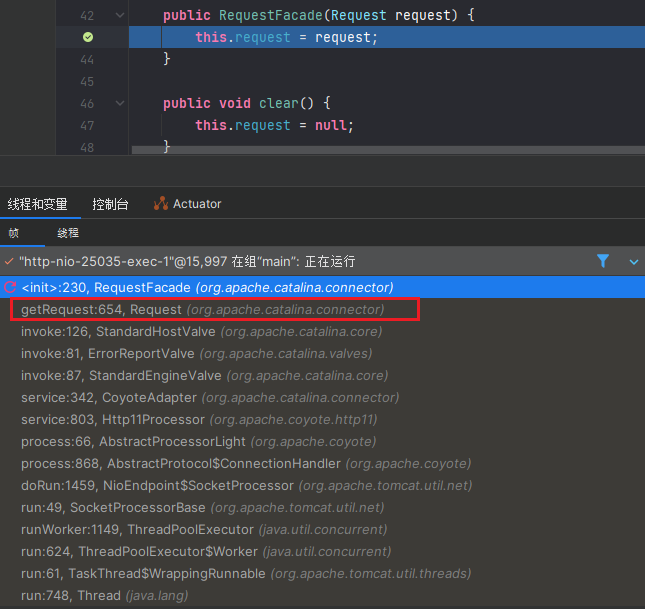 42 public RequestFacade(Request request) {
this.request = request;
44 }
45
46 public void clear() {
47 this.request = null;
48 }
线程和变量 控制台 Actuator
帧 线程
"http-nio-25035-exec-1"@15,997 在组"main": 正在运行
<init>:230, RequestFacade (org.apache.catalina.connector)
getRequest:654, Request (org.apache.catalina.connector)
invoke:126, StandardHostValve (org.apache.catalina.core)
invoke:81, ErrorReportValve (org.apache.catalina.valves)
invoke:87, StandardEngineValve (org.apache.catalina.core)
service:342, CoyoteAdapter (org.apache.catalina.connector)
service:803, Http11Processor (org.apache.coyote.http11)
process:66, AbstractProcessorLight (org.apache.coyote)
process:868, AbstractProtocol$ConnectionHandler (org.apache.coyote)
doRun:1459, NioEndpoint$SocketProcessor (org.apache.tomcat.util.net)
run:49, SocketProcessorBase (org.apache.tomcat.util.net)
runWorker:1149, ThreadPoolExecutor (java.util.concurrent)
run:624, ThreadPoolExecutor$Worker (java.util.concurrent)
run:61, TaskThread$WrappingRunnable (org.apache.tomcat.util.threads)
run:748, Thread (java.lang)